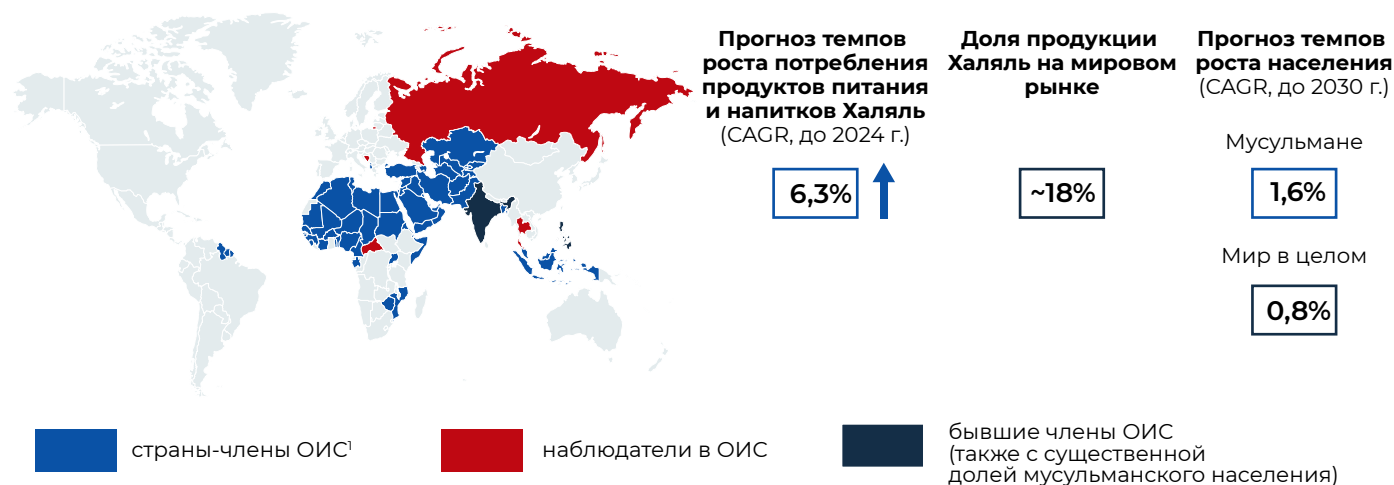 Прогноз темпов
роста потребления
продуктов питания
и напитков Халяль
(CAGR, до 2024 г.)
6,3%
Доля продукции
Халяль на мировом
рынке
~18%
Прогноз темпов
роста населения
(CAGR, до 2030 г.)
Мусульмане
1,6%
Мир в целом
0,8%
страны-члены ОИС¹
наблюдатели в ОИС
бывшие члены ОИС
(также с существенной
долей мусульманского населения)